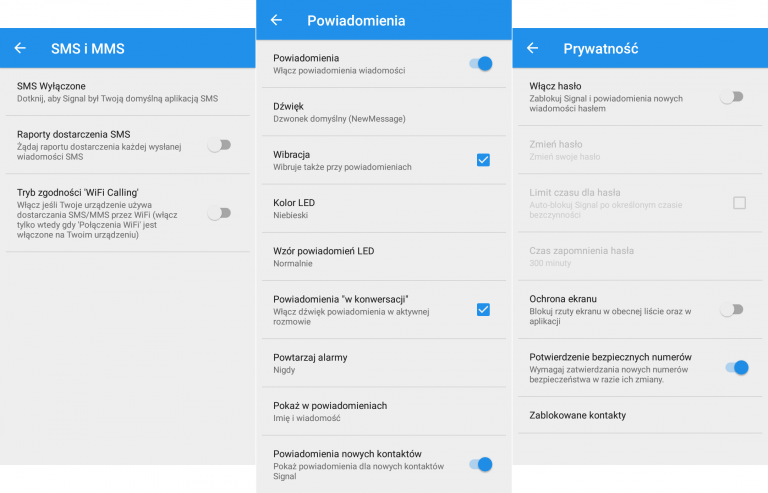 SMS i MMS
SMS Wyłączone
Dotknij, aby Signal był Twoją domyślną aplikacją SMS
Raporty dostarczenia SMS
Żądaj raportu dostarczenia każdej wysłanej
wiadomości SMS
Tryb zgodności 'WiFi Calling'
Włącz jeśli Twoje urządzenie używa
dostarczania SMS/MMS przez WiFi (włącz
tylko wtedy gdy 'Połączenia WiFi' jest
włączone na Twoim urządzeniu)
Powiadomienia
Powiadomienia
Włącz powiadomienia wiadomości
Dźwięk
Dzwonek domyślny (NewMessage)
Wibracja
Wibruje także przy powiadomieniach
Kolor LED
Niebieski
Wzór powiadomień LED
Normalnie
Powiadomienia "w konwersacji"
Włącz dźwięk powiadomienia w aktywnej
rozmowie
Powtarzaj alarmy
Nigdy
Pokaż w powiadomieniach
Imię i wiadomość
Powiadomienia nowych kontaktów
Pokaż powiadomienia dla nowych kontaktów
Signal
Prywatność
Włącz hasło
Zablokuj Signal i powiadomienia nowych
wiadomości hasłem
Zmień hasło
Zmień swoje hasło
Limit czasu dla hasła
Auto-blokuj Signal po określonym czasie
bezczynności
Czas zapomnienia hasła
300 minuty
Ochrona ekranu
Blokuj rzuty ekranu w obecnej liście oraz w
aplikacji
Potwierdzenie bezpiecznych numerów
Wymagaj zatwierdzania nowych numerów
bezpieczeństwa w razie ich zmiany.
Zablokowane kontakty